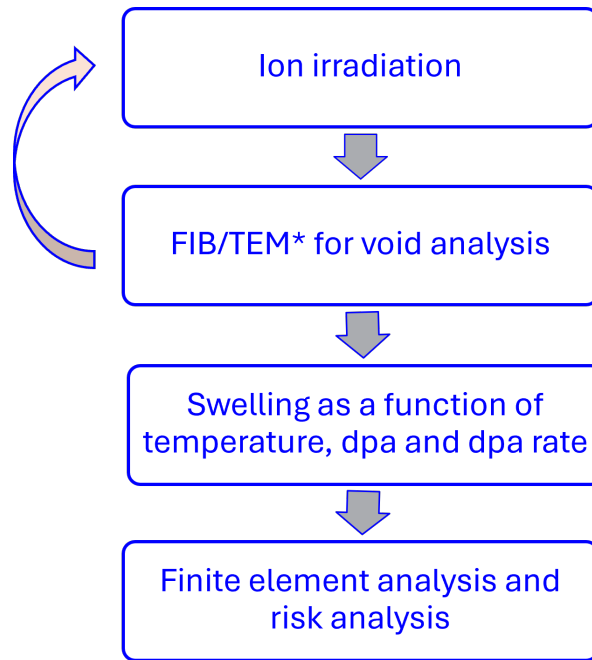 Ion irradiation
FIB/TEM* for void analysis
Swelling as a function of
temperature, dpa and dpa rate
Finite element analysis and
risk analysis